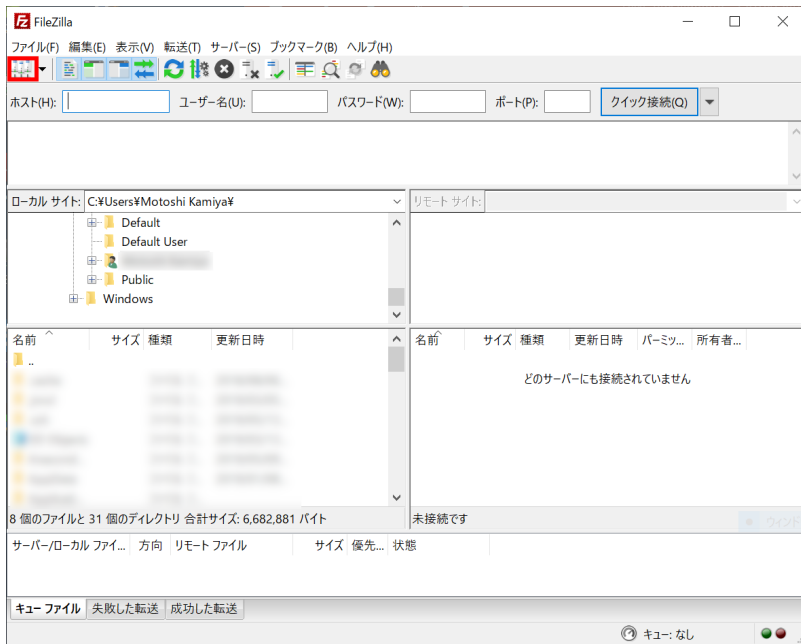 FileZilla
ファイル(F) 編集(E) 表示(V) 転送(T) サーバー(S) ブックマーク(B) ヘルプ(H)
ホスト(H): ユーザー名(U): パスワード(W): ポート(P): クイック接続(Q)
ローカル サイト: C:¥Users¥Motoshi Kamiya¥
リモート サイト:
Default
Default User
Public
Windows
名前 サイズ 種類 更新日時
..
8 個のファイルと 31 個のディレクトリ 合計サイズ: 6,682,881 バイト
名前 サイズ 種類 更新日時 パーミッ... 所有者...
どのサーバーにも接続されていません
未接続です
サーバー/ローカル ファイ... 方向 リモート ファイル サイズ 優先... 状態
キュー ファイル 失敗した転送 成功した転送
キュー: なし